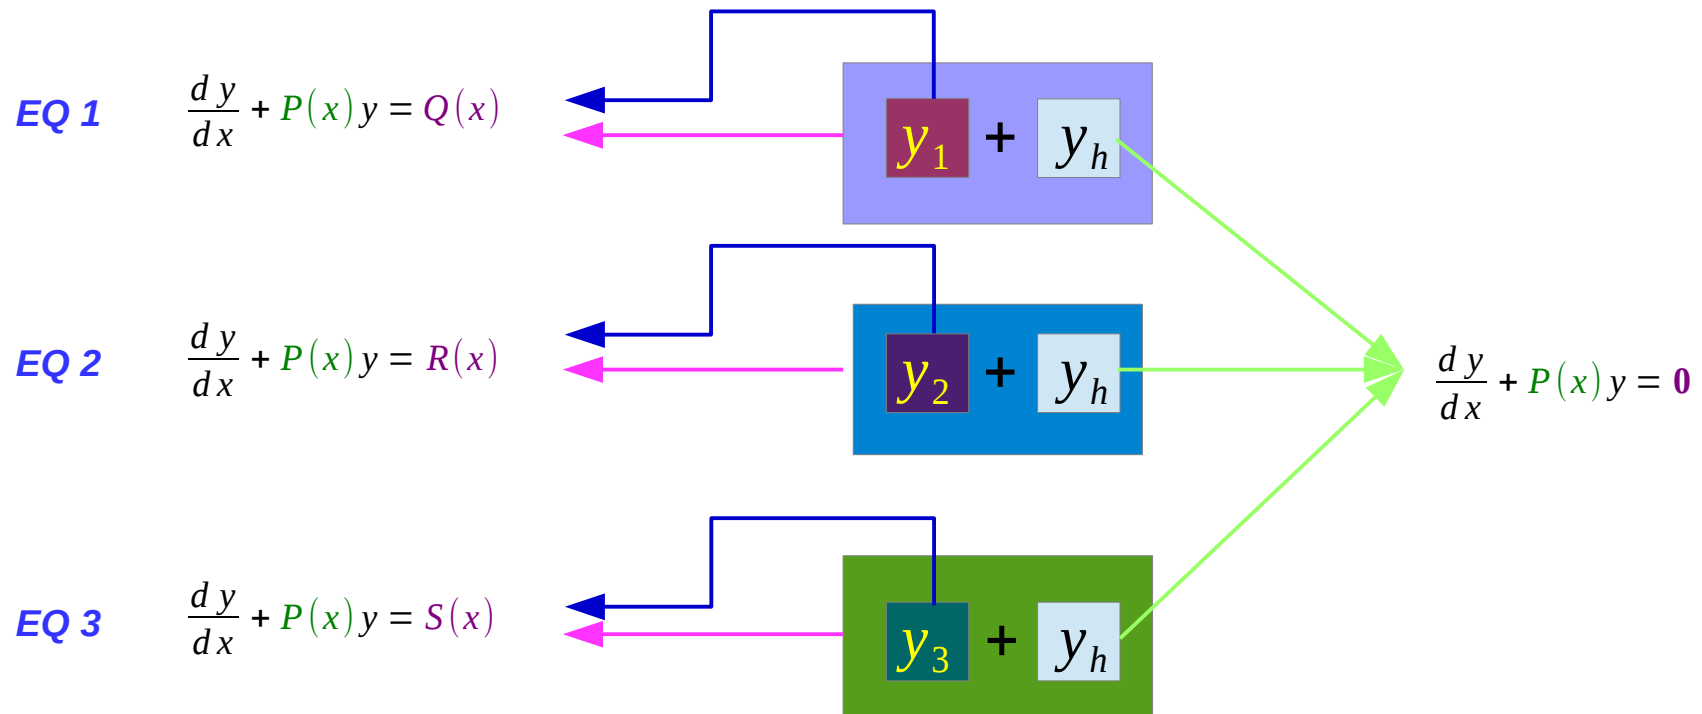 EQ 1 dy/dx + P(x) y = Q(x) y₁ + yₕ
EQ 2 dy/dx + P(x) y = R(x) y₂ + yₕ dy/dx + P(x) y = 0
EQ 3 dy/dx + P(x) y = S(x) y₃ + yₕ